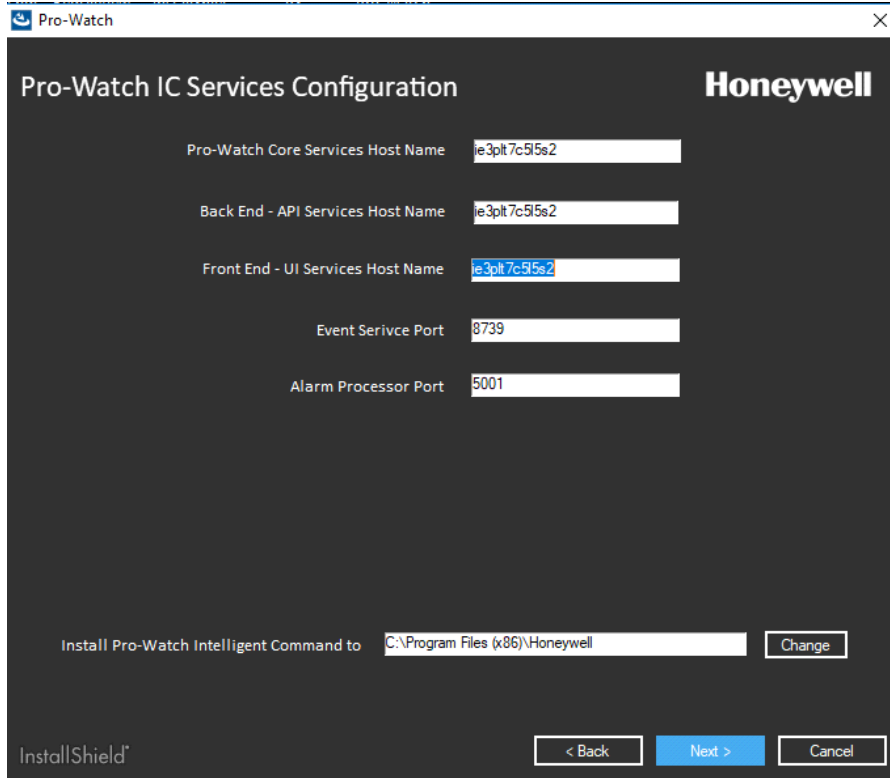 Pro-Watch
Pro-Watch IC Services Configuration
Honeywell
Pro-Watch Core Services Host Name
ie3plt7c5l5s2
Back End - API Services Host Name
ie3plt7c5l5s2
Front End - UI Services Host Name
ie3plt7c5l5s2
Event Serivce Port
8739
Alarm Processor Port
5001
Install Pro-Watch Intelligent Command to
C:\Program Files (x86)\Honeywell
Change
InstallShield
< Back
Next >
Cancel